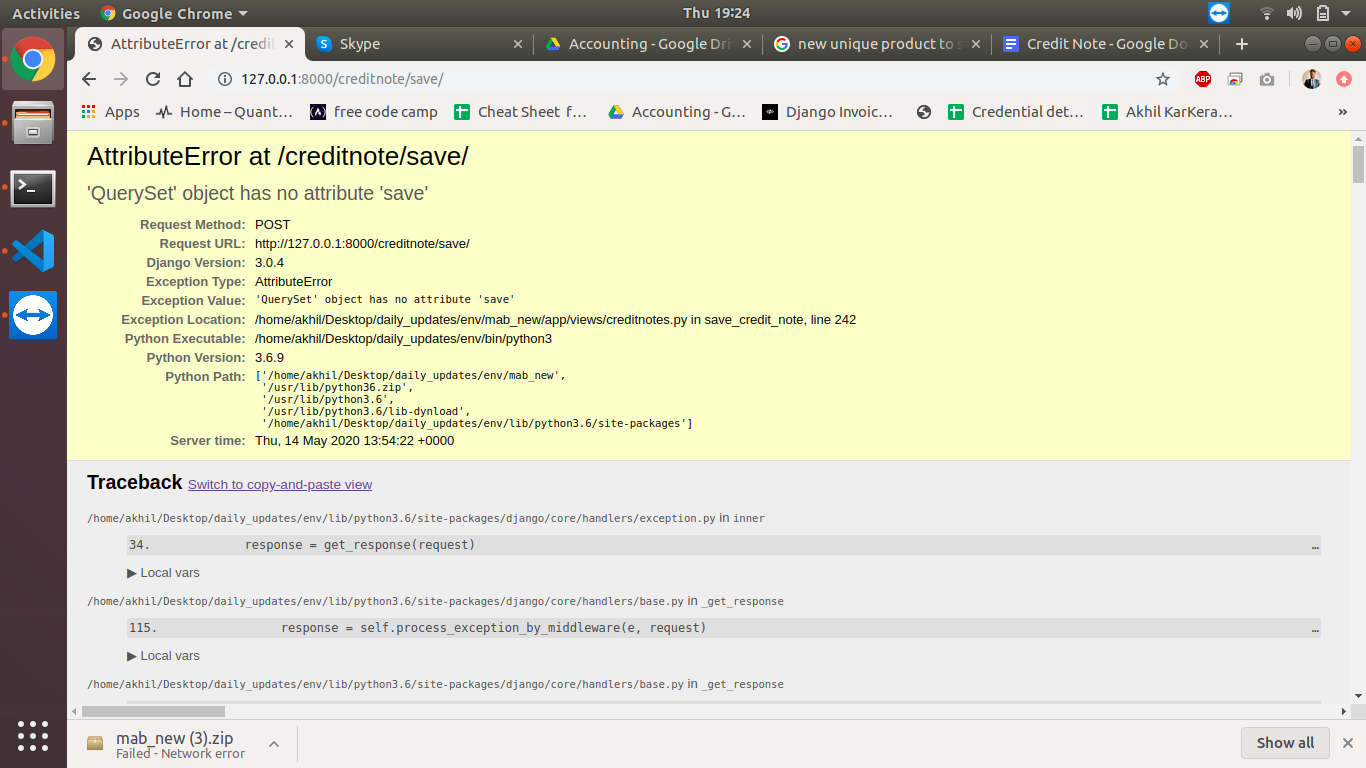 Activities
Google Chrome
Thu 19:24
AttributeError at /credit
Skype
Accounting - Google Dri
new unique product to s
Credit Note - Google Do
127.0.0.1:8000/creditnote/save/
ABP
Apps
Home – Quant…
free code camp
Cheat Sheet f…
Accounting - G…
Django Invoic…
Credential det…
Akhil KarKera…
»
AttributeError at /creditnote/save/
'QuerySet' object has no attribute 'save'
Request Method: POST
Request URL: http://127.0.0.1:8000/creditnote/save/
Django Version: 3.0.4
Exception Type: AttributeError
Exception Value: 'QuerySet' object has no attribute 'save'
Exception Location: /home/akhil/Desktop/daily_updates/env/mab_new/app/views/creditnotes.py in save_credit_note, line 242
Python Executable: /home/akhil/Desktop/daily_updates/env/bin/python3
Python Version: 3.6.9
Python Path: ['/home/akhil/Desktop/daily_updates/env/mab_new',
'/usr/lib/python36.zip',
'/usr/lib/python3.6',
'/usr/lib/python3.6/lib-dynload',
'/home/akhil/Desktop/daily_updates/env/lib/python3.6/site-packages']
Server time: Thu, 14 May 2020 13:54:22 +0000
Traceback Switch to copy-and-paste view
/home/akhil/Desktop/daily_updates/env/lib/python3.6/site-packages/django/core/handlers/exception.py in inner
34. response = get_response(request) …
▶ Local vars
/home/akhil/Desktop/daily_updates/env/lib/python3.6/site-packages/django/core/handlers/base.py in _get_response
115. response = self.process_exception_by_middleware(e, request) …
▶ Local vars
/home/akhil/Desktop/daily_updates/env/lib/python3.6/site-packages/django/core/handlers/base.py in _get_response
mab_new (3).zip
Failed - Network error
Show all